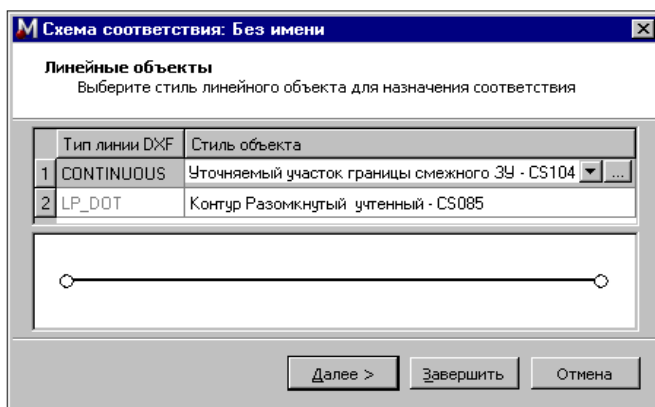 Схема соответствия: Без имени
Линейные объекты
Выберите стиль линейного объекта для назначения соответствия
Тип линии DXF Стиль объекта
1 CONTINUOUS Уточняемый участок границы смежного ЗУ - CS104 ...
2 LP_DOT Контур Разомкнутый учтенный - CS085
Далее > Завершить Отмена